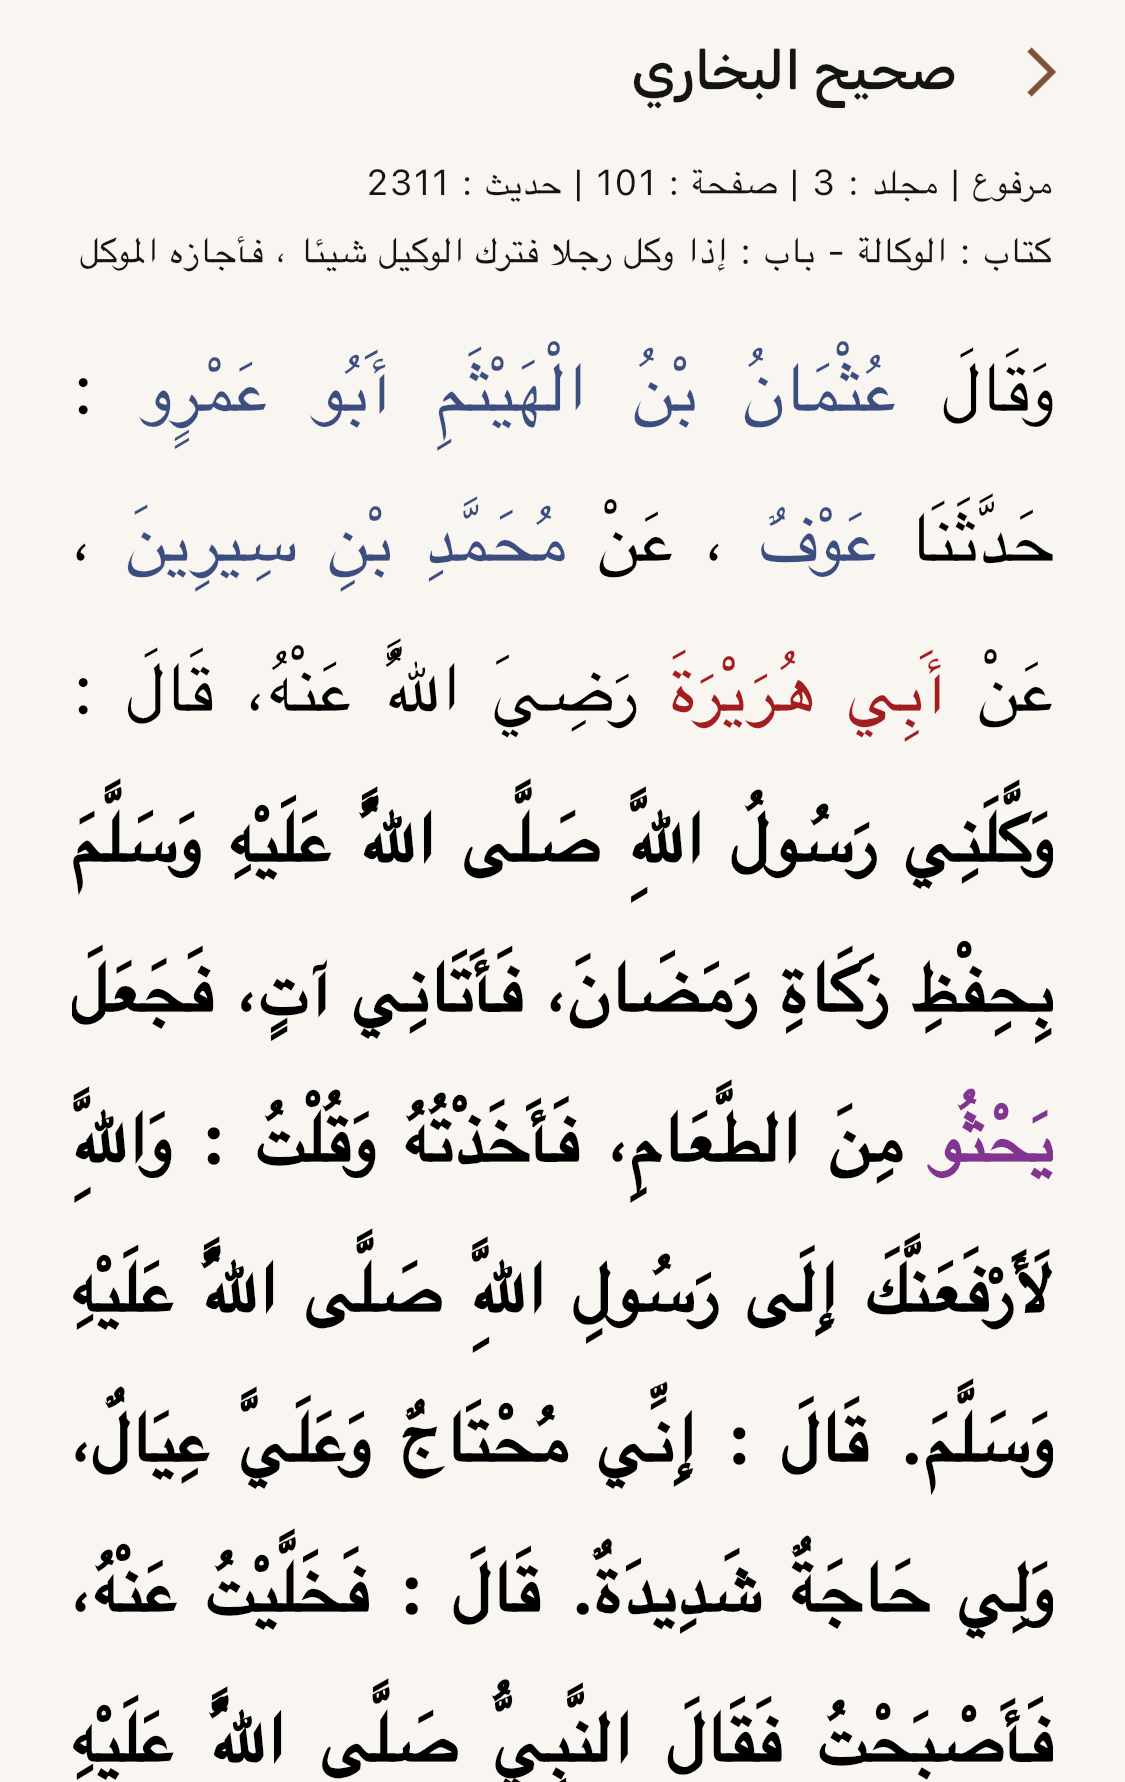 صحيح البخاري
مرفوع | مجلد : 3 | صفحة : 101 | حديث : 2311
كتاب : الوكالة - باب : إذا وكل رجلا فترك الوكيل شيئا ، فأجازه الموكل
وَقَالَ عُثْمَانُ بْنُ الْهَيْثَمِ أَبُو عَمْرٍو :
حَدَّثَنَا عَوْفٌ ، عَنْ مُحَمَّدِ بْنِ سِيرِينَ ،
عَنْ أَبِي هُرَيْرَةَ رَضِيَ اللَّهُ عَنْهُ، قَالَ :
وَكَّلَنِي رَسُولُ اللَّهِ صَلَّى اللَّهُ عَلَيْهِ وَسَلَّمَ
بِحِفْظِ زَكَاةِ رَمَضَانَ، فَأَتَانِي آتٍ، فَجَعَلَ
يَحْثُو مِنَ الطَّعَامِ، فَأَخَذْتُهُ وَقُلْتُ : وَاللَّهِ
لَأَرْفَعَنَّكَ إِلَى رَسُولِ اللَّهِ صَلَّى اللَّهُ عَلَيْهِ
وَسَلَّمَ. قَالَ : إِنِّي مُحْتَاجٌ وَعَلَيَّ عِيَالٌ،
وَلِي حَاجَةٌ شَدِيدَةٌ. قَالَ : فَخَلَّيْتُ عَنْهُ،
فَأَصْبَحْتُ فَقَالَ النَّبِيُّ صَلَّى اللَّهُ عَلَيْهِ